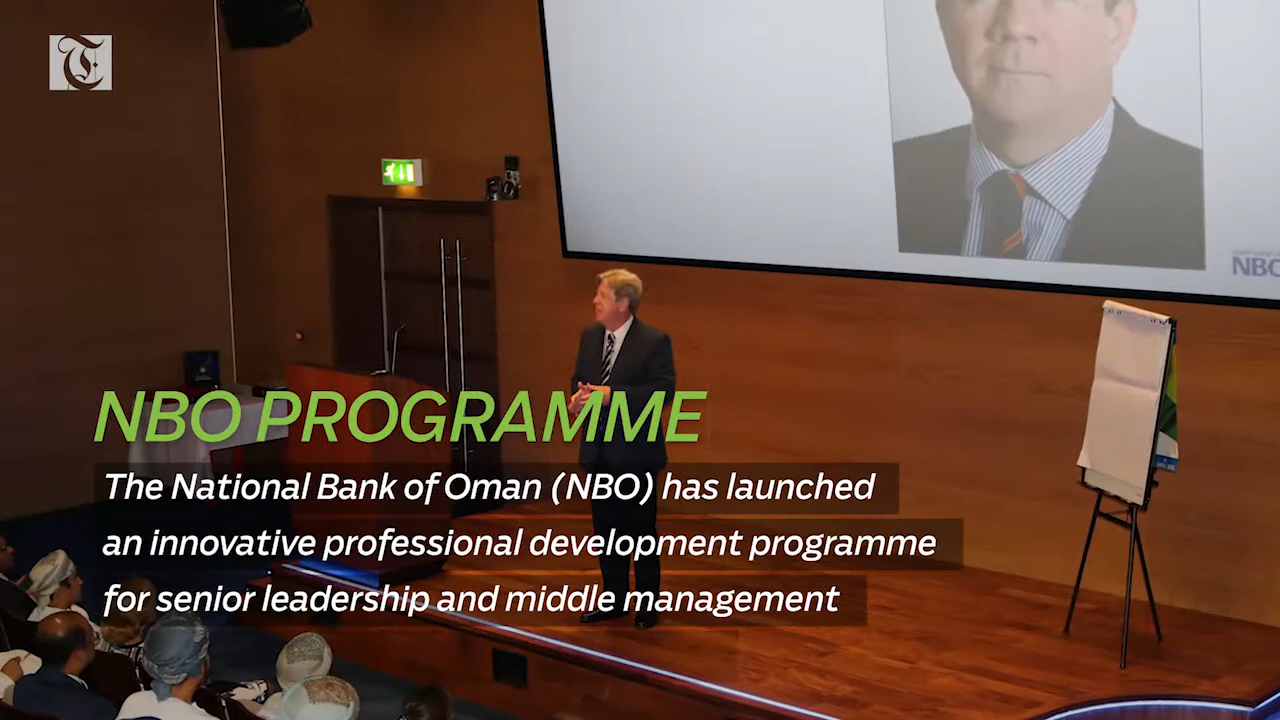 T
NBO
NBO PROGRAMME
The National Bank of Oman (NBO) has launched
an innovative professional development programme
for senior leadership and middle management